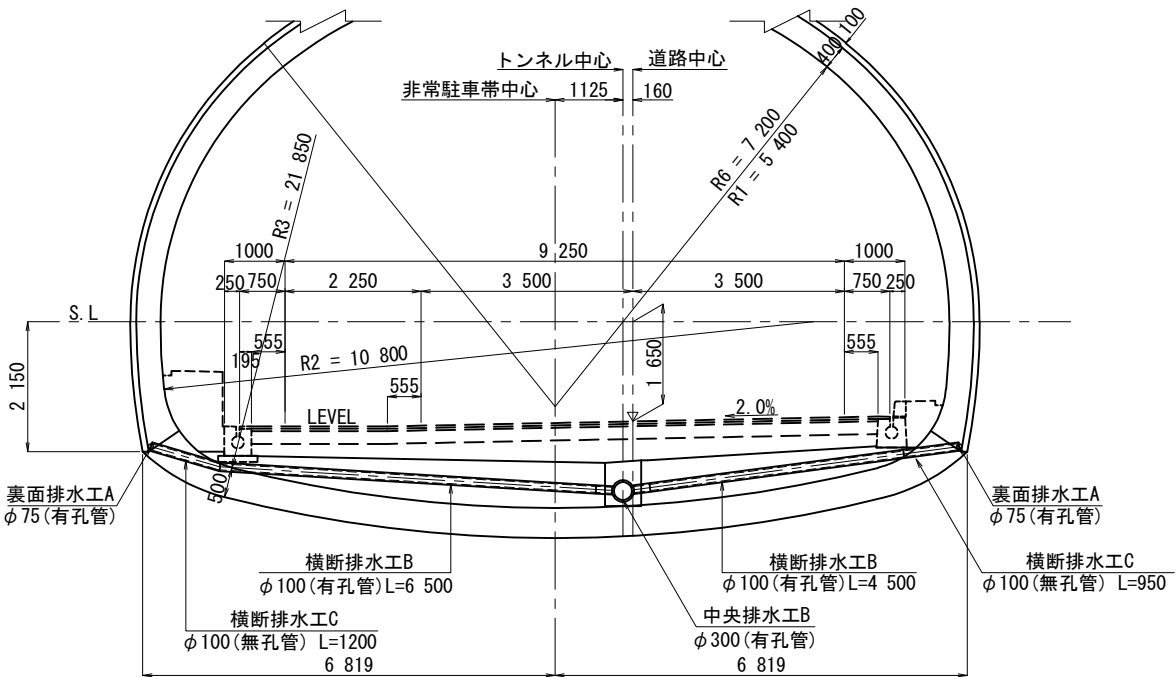 400 100
トンネル中心
道路中心
非常駐車帯中心
1125
160
R3 = 21 850
R6 = 7 200
R1 = 5 400
1000
9 250
1000
250
750
2 250
3 500
3 500
750
250
S.L
555
195
R2 = 10 800
555
1 650
555
2 150
LEVEL
2.0%
500
裏面排水工A
φ75(有孔管)
裏面排水工A
φ75(有孔管)
横断排水工B
φ100(有孔管)L=6 500
横断排水工B
φ100(有孔管)L=4 500
横断排水工C
φ100(無孔管) L=950
横断排水工C
φ100(無孔管) L=1200
中央排水工B
φ300(有孔管)
6 819
6 819